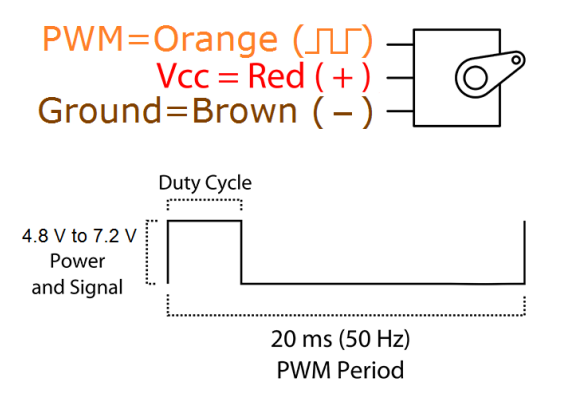 PWM=Orange (⎍⎍)
Vcc = Red ( + )
Ground=Brown ( – )
Duty Cycle
4.8 V to 7.2 V
Power
and Signal
20 ms (50 Hz)
PWM Period